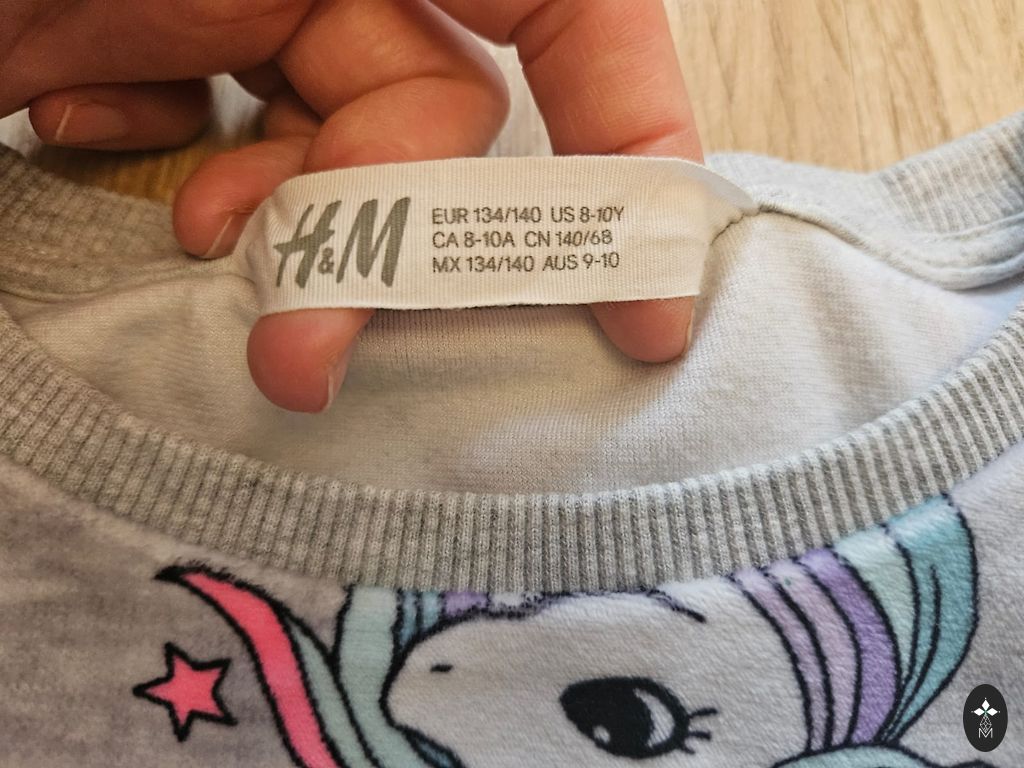 H&M
EUR 134/140 US 8-10Y
CA 8-10A CN 140/68
MX 134/140 AUS 9-10
M